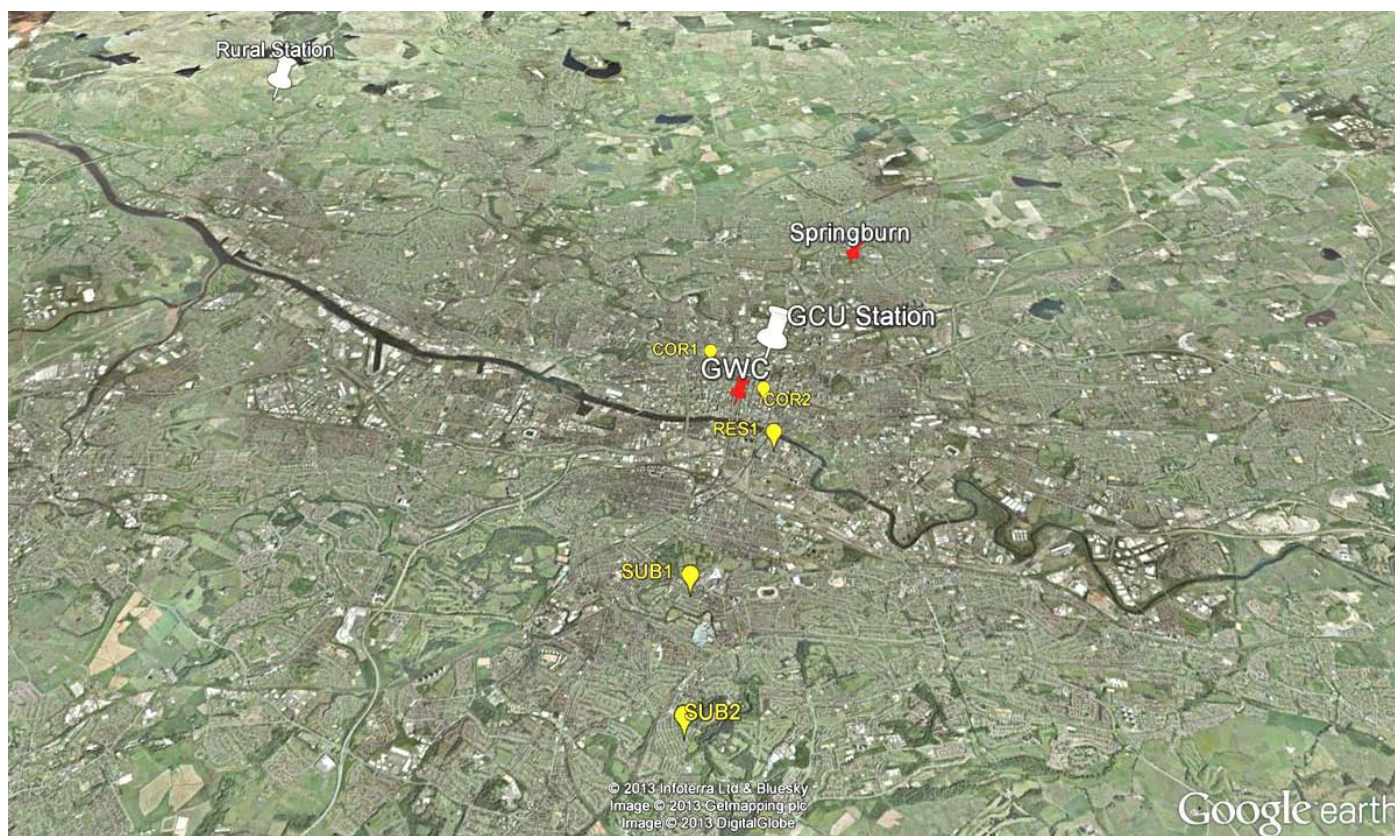 Rural Station
Springburn
GCU Station
COR1
GWC
COR2
RES1
SUB1
SUB2
© 2013 Infoterra Ltd & Bluesky
Image © 2013 Getmapping plc
Image © 2013 DigitalGlobe
Google earth